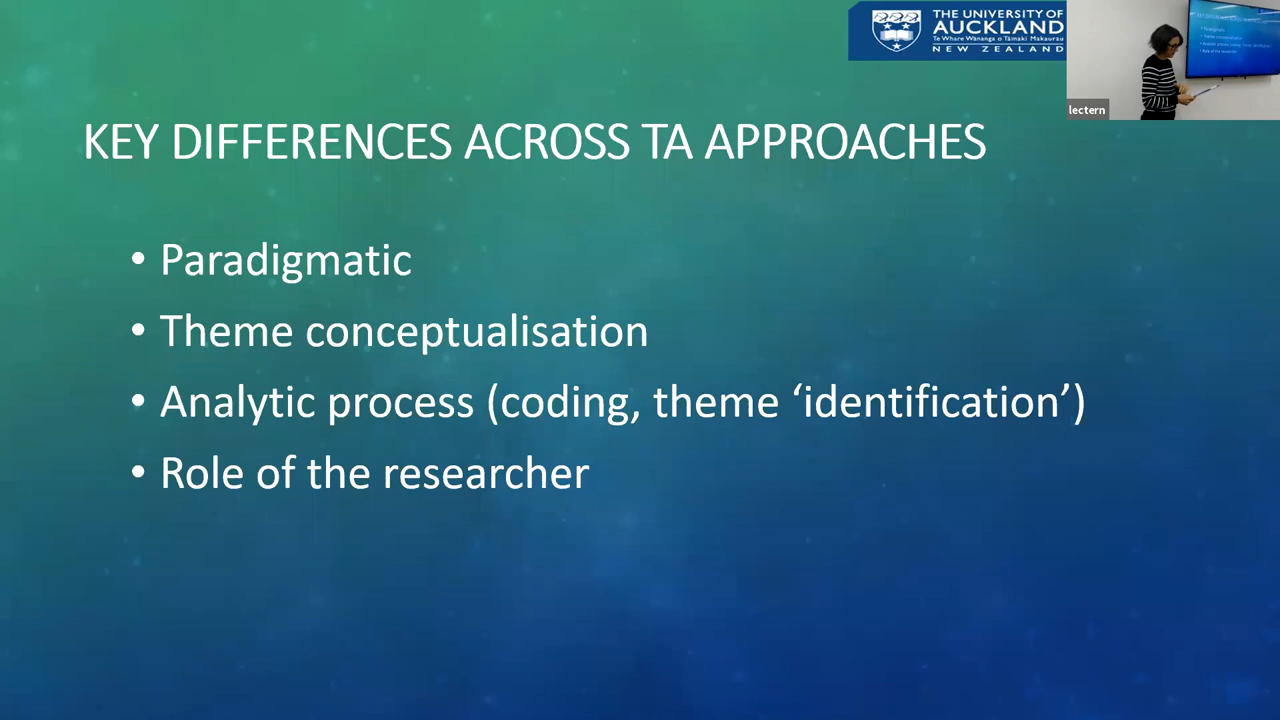 THE UNIVERSITY OF
AUCKLAND
Te Whare Wānanga o Tāmaki Makaurau
NEW ZEALAND
lectern
KEY DIFFERENCES ACROSS TA APPROACHES
• Paradigmatic
• Theme conceptualisation
• Analytic process (coding, theme ‘identification’)
• Role of the researcher